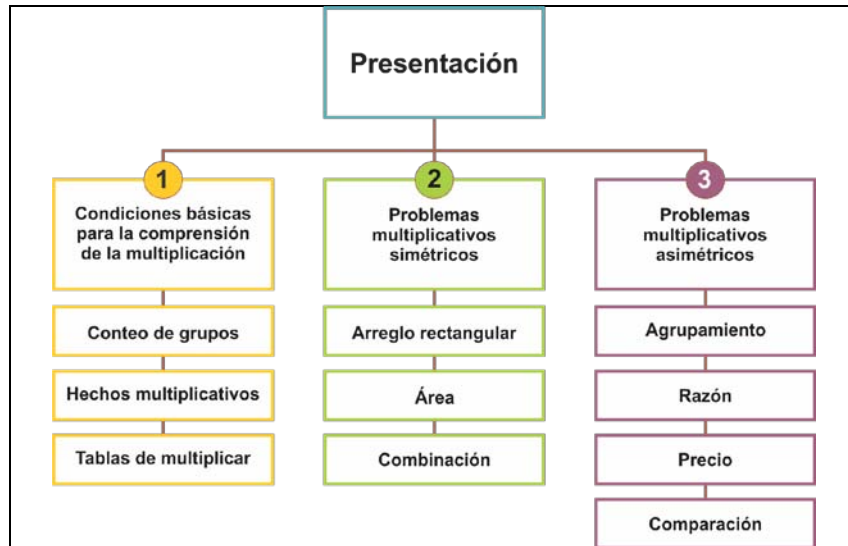 Presentación
1
Condiciones básicas
para la comprensión
de la multiplicación
Conteo de grupos
Hechos multiplicativos
Tablas de multiplicar
2
Problemas
multiplicativos
simétricos
Arreglo rectangular
Área
Combinación
3
Problemas
multiplicativos
asimétricos
Agrupamiento
Razón
Precio
Comparación